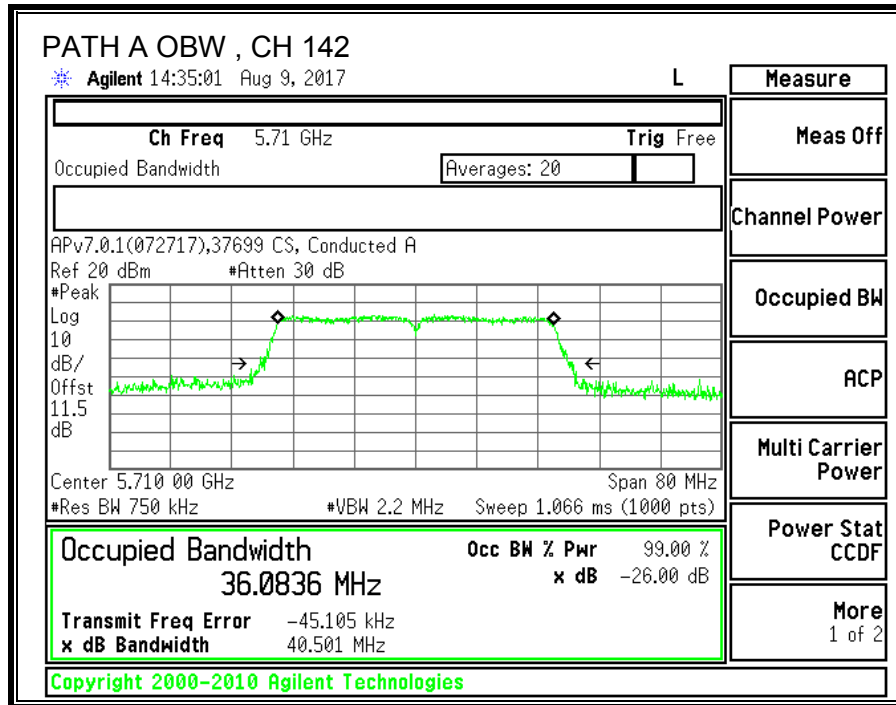 PATH A OBW , CH 142
Agilent 14:35:01 Aug 9, 2017 L
Measure
Ch Freq 5.71 GHz Trig Free
Meas Off
Occupied Bandwidth Averages: 20
Channel Power
APv7.0.1(072717),37699 CS, Conducted A
Ref 20 dBm #Atten 30 dB
#Peak
Log
10
dB/
Offst
11.5
dB
Occupied BW
ACP
Center 5.710 00 GHz Span 80 MHz
#Res BW 750 kHz #VBW 2.2 MHz Sweep 1.066 ms (1000 pts)
Multi Carrier
Power
Occupied Bandwidth Occ BW % Pwr 99.00 %
36.0836 MHz x dB -26.00 dB
Power Stat
CCDF
Transmit Freq Error -45.105 kHz
x dB Bandwidth 40.501 MHz
More
1 of 2
Copyright 2000-2010 Agilent Technologies